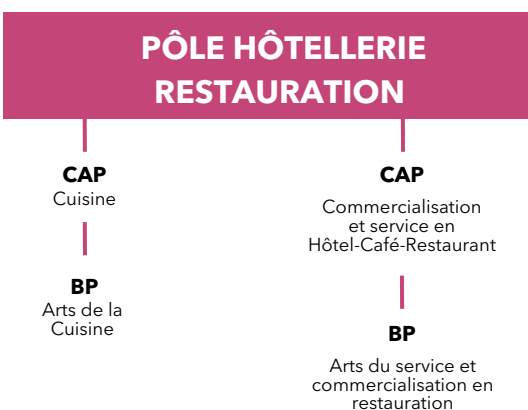 PÔLE HÔTELLERIE
RESTAURATION
CAP
Cuisine
BP
Arts de la
Cuisine
CAP
Commercialisation
et service en
Hôtel-Café-Restaurant
BP
Arts du service et
commercialisation en
restauration